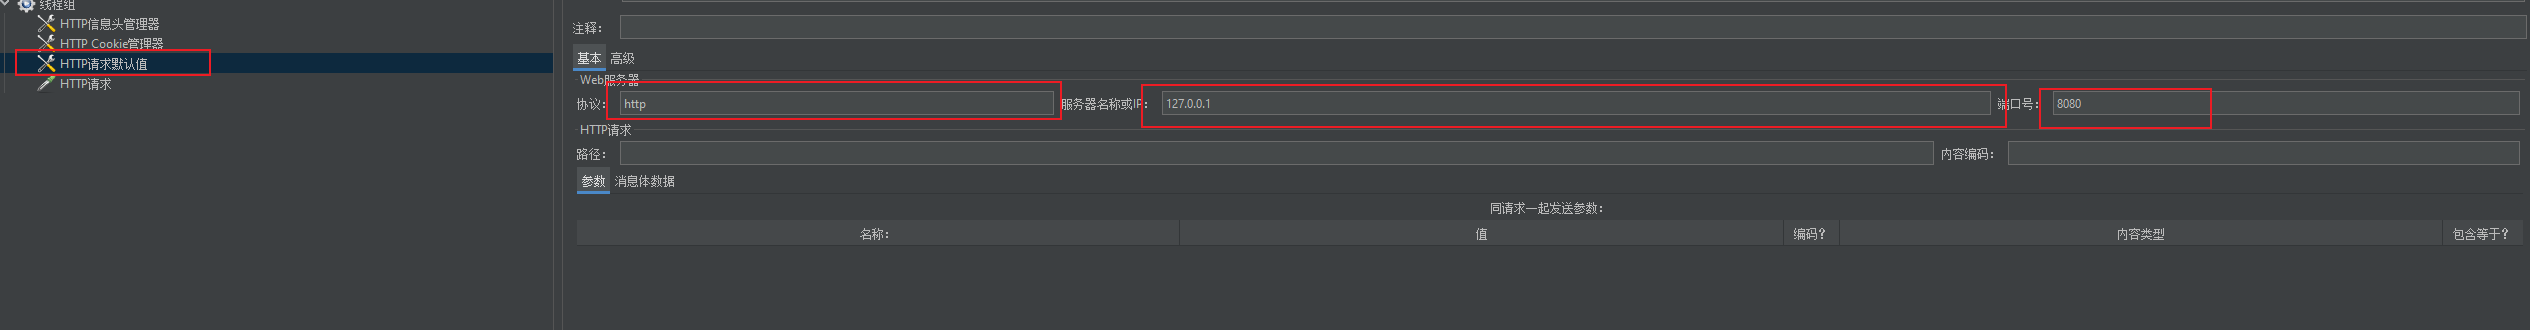 线程组
HTTP信息头管理器
HTTP Cookie管理器
HTTP请求默认值
HTTP请求
注释：
基本 高级
Web服务器
协议： http 服务器名称或IP： 127.0.0.1 端口号： 8080
HTTP请求
路径： 内容编码：
参数 消息体数据
同请求一起发送参数：
名称： 值 编码？ 内容类型 包含等于？